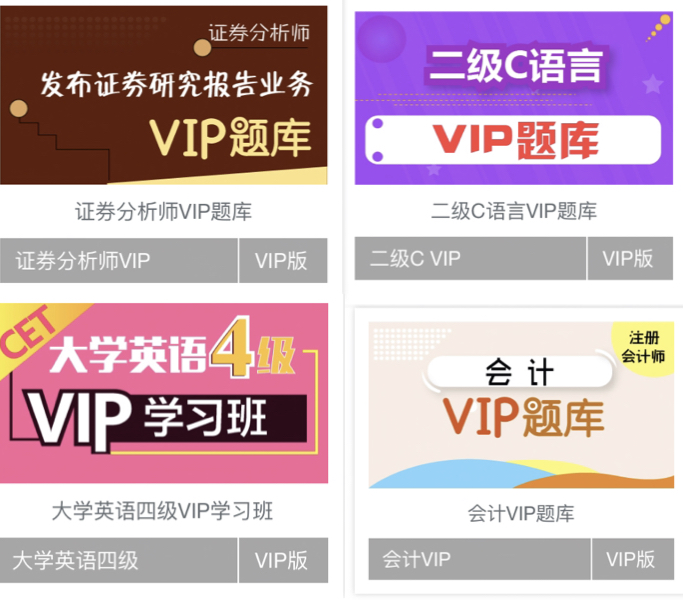 证券分析师
发布证券研究报告业务
VIP题库
证券分析师VIP题库
证券分析师VIP
VIP版
二级C语言
VIP题库
二级C语言VIP题库
二级C VIP
VIP版
CET
大学英语4级
VIP学习班
大学英语四级VIP学习班
大学英语四级
VIP版
注册
会计师
会计
VIP题库
会计VIP题库
会计VIP
VIP版